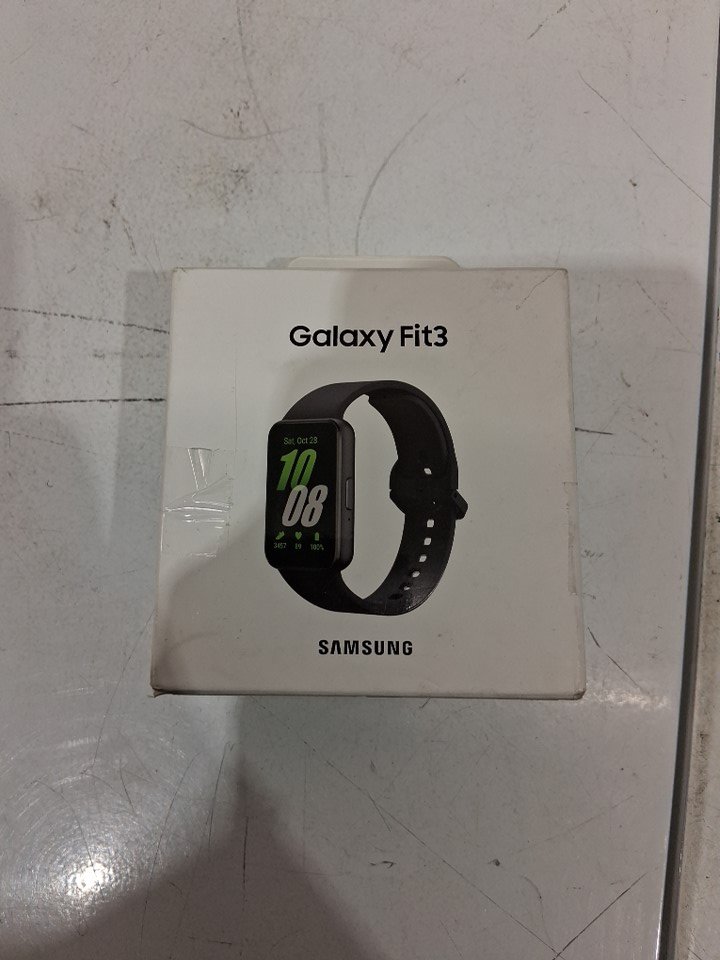 Galaxy Fit3
Sat, Oct 28
10
08
3457 89 100%
SAMSUNG